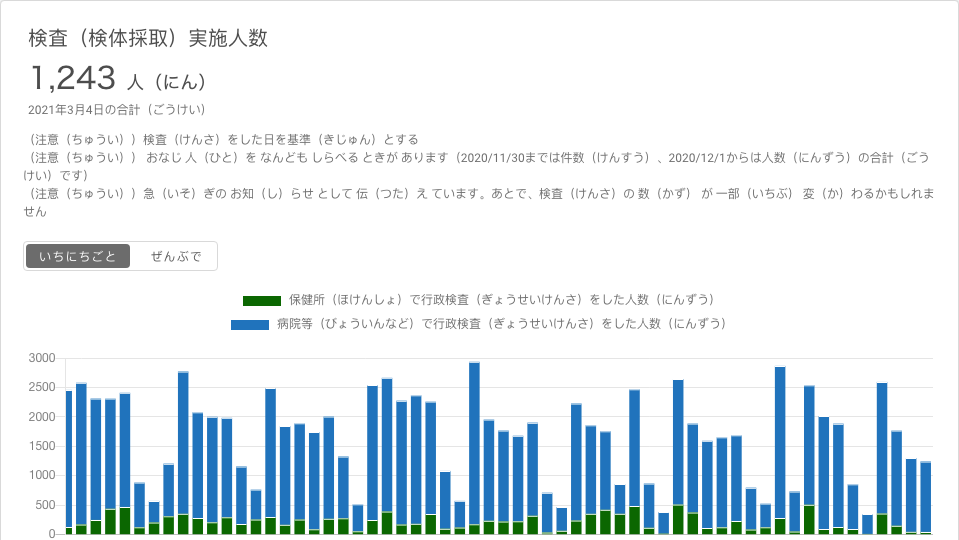 検査（検体採取）実施人数
1,243 人（にん）
2021年3月4日の合計（ごうけい）
（注意（ちゅうい））検査（けんさ）をした日を基準（きじゅん）とする
（注意（ちゅうい）） おなじ 人（ひと）を なんども しらべる ときが あります（2020/11/30までは件数（けんすう）、2020/12/1からは人数（にんずう）の合計（ごう
けい）です）
（注意（ちゅうい））急（いそ）ぎの お知（し）らせ として 伝（つた）え ています。あとで、検査（けんさ）の 数（かず） が 一部（いちぶ） 変（か）わるかもしれま
せん
いちにちごと ぜんぶで
保健所（ほけんしょ）で行政検査（ぎょうせいけんさ）をした人数（にんずう）
病院等（びょういんなど）で行政検査（ぎょうせいけんさ）をした人数（にんずう）
3000
2500
2000
1500
1000
500
0